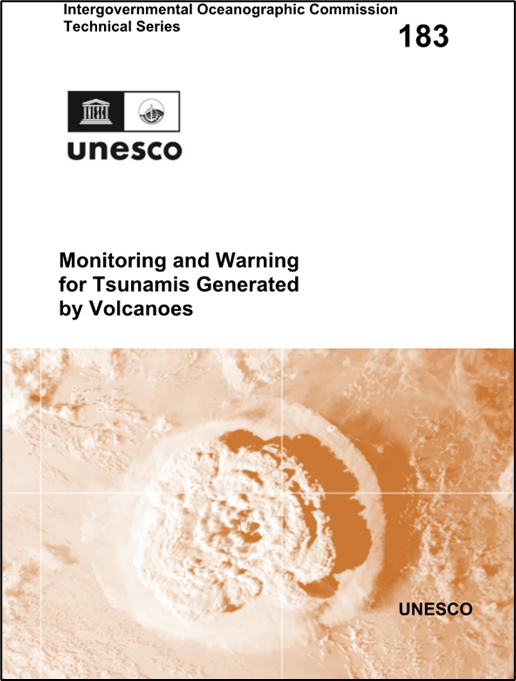 Intergovernmental Oceanographic Commission
Technical Series
183
unesco
Monitoring and Warning
for Tsunamis Generated
by Volcanoes
UNESCO